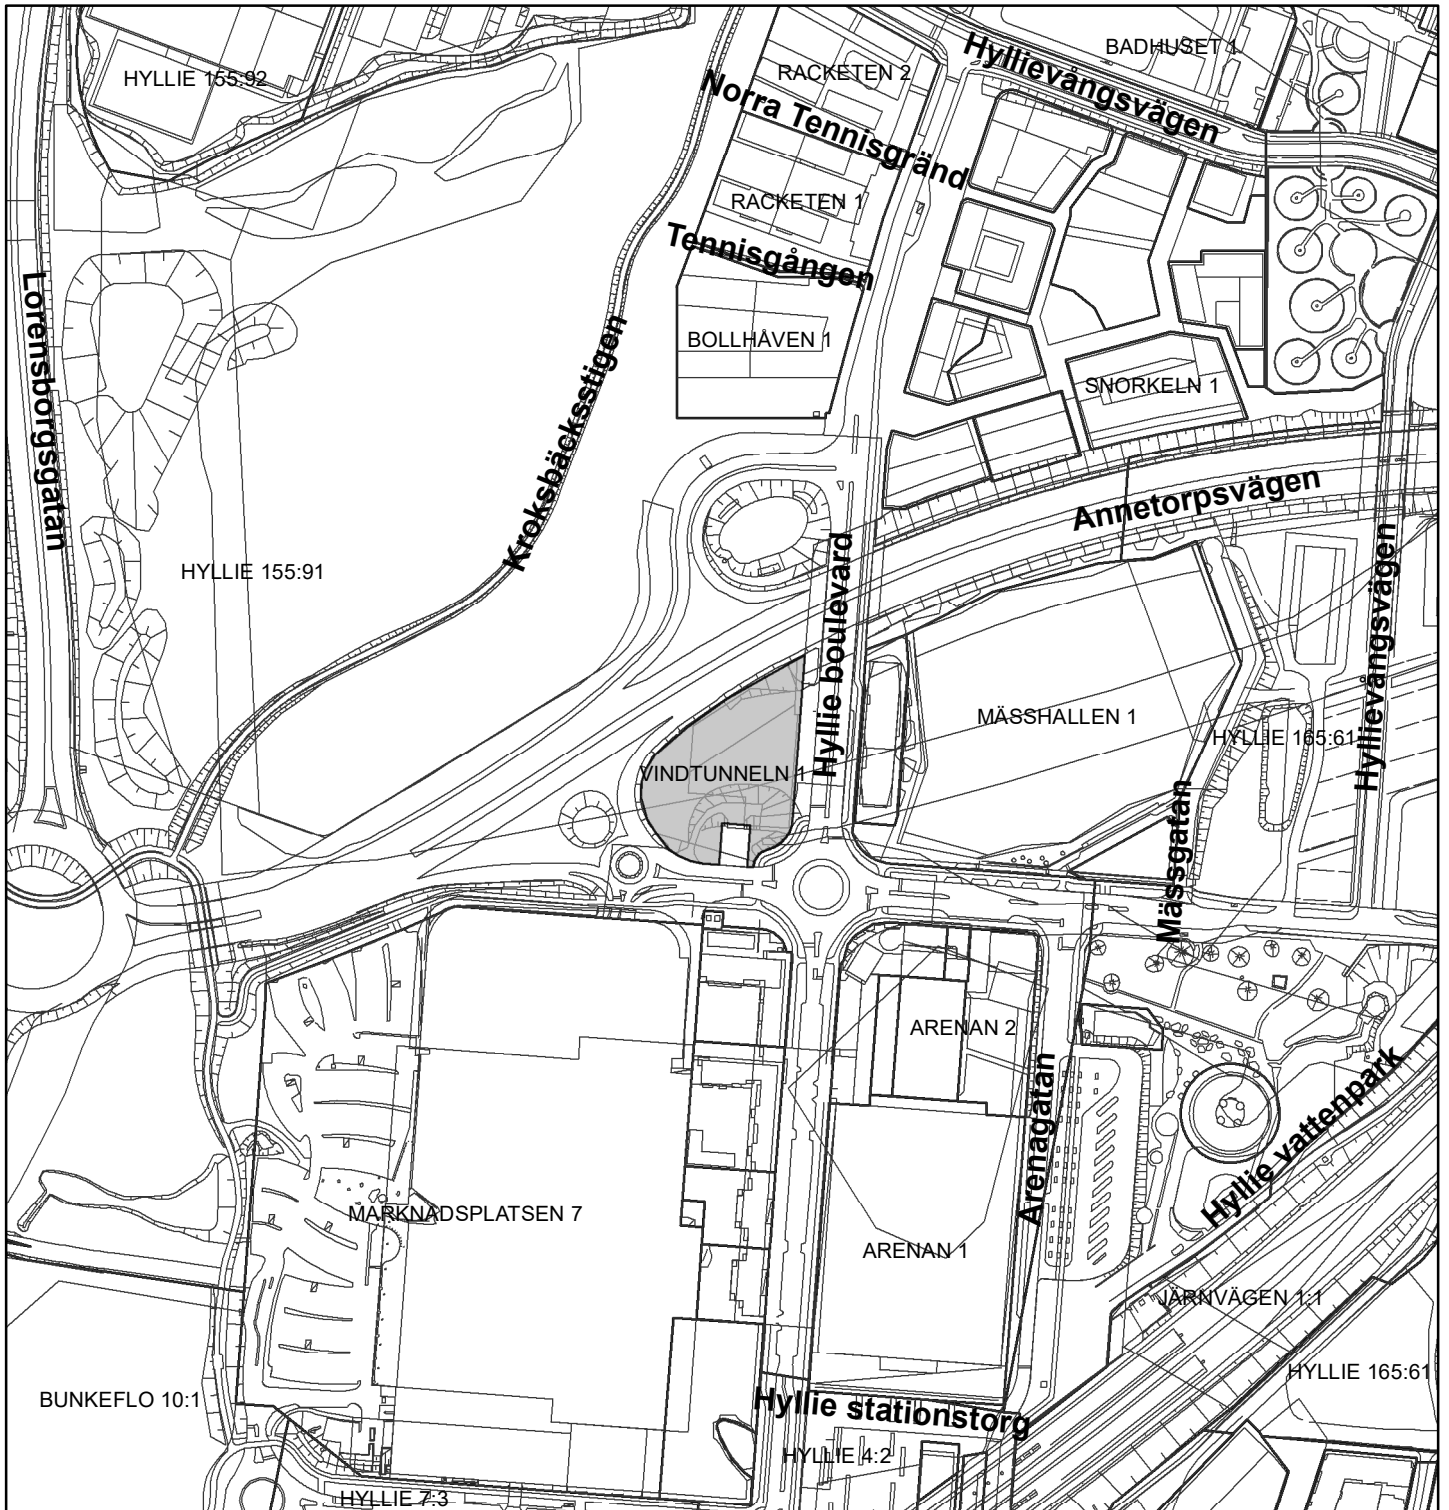 BADHUSET 1
Hyllievångsvägen
RACKETEN 2
HYLLIE 155:92
Norra Tennisgränd
RACKETEN 1
Tennisgången
Lorensborgsgatan
BOLLHÅVEN 1
SNORKELN 1
Kroksbäcksstigen
Annetorpsvägen
HYLLIE 155:91
Hyllie boulevard
Hyllievångsvägen
MÄSSHALLEN 1
HYLLIE 165:61
VINDTUNNELN 1
Mässgatan
ARENAN 2
Arenagatan
Hyllie vattenpark
MARKNADSPLATSEN 7
ARENAN 1
JÄRNVÄGEN 1:1
HYLLIE 165:61
BUNKEFLO 10:1
Hyllie stationstorg
HYLLIE 4:2
HYLLIE 7:3